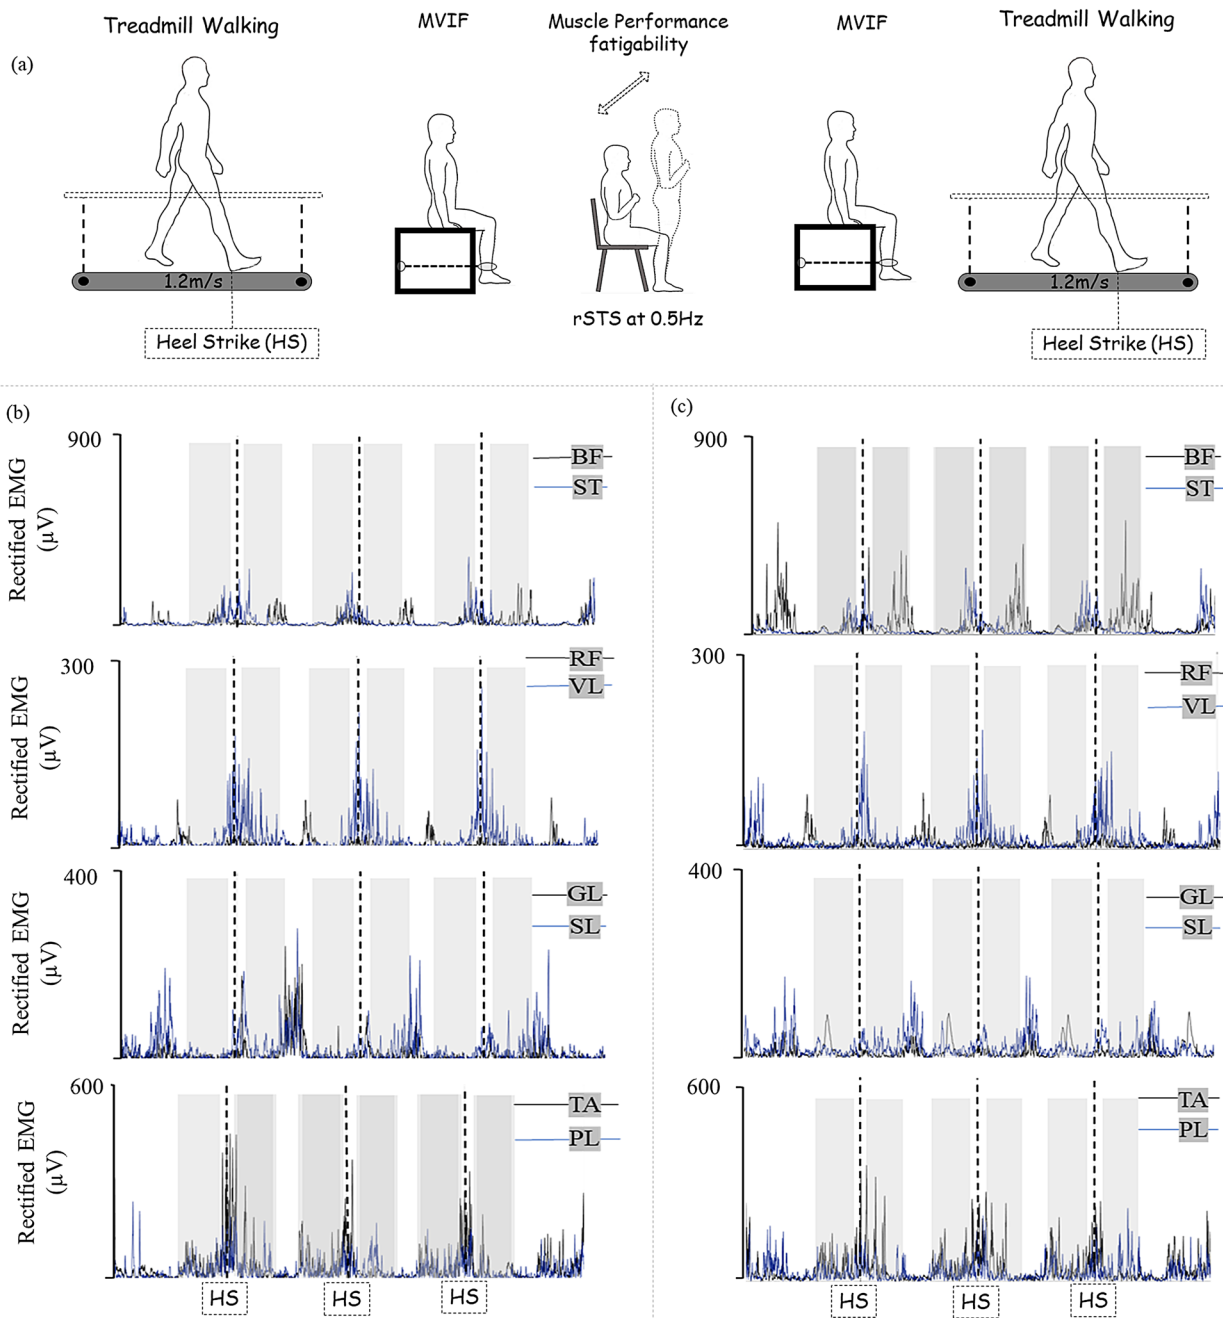 Treadmill Walking
MVIF
Muscle Performance
fatigability
MVIF
Treadmill Walking
(a)
1.2m/s
1.2m/s
rSTS at 0.5Hz
Heel Strike (HS)
Heel Strike (HS)
(b)
900
Rectified EMG
(μV)
BF
ST
300
Rectified EMG
(μV)
RF
VL
400
Rectified EMG
(μV)
GL
SL
600
Rectified EMG
(μV)
TA
PL
HS
HS
HS
(c)
900
BF
ST
300
RF
VL
400
GL
SL
600
TA
PL
HS
HS
HS